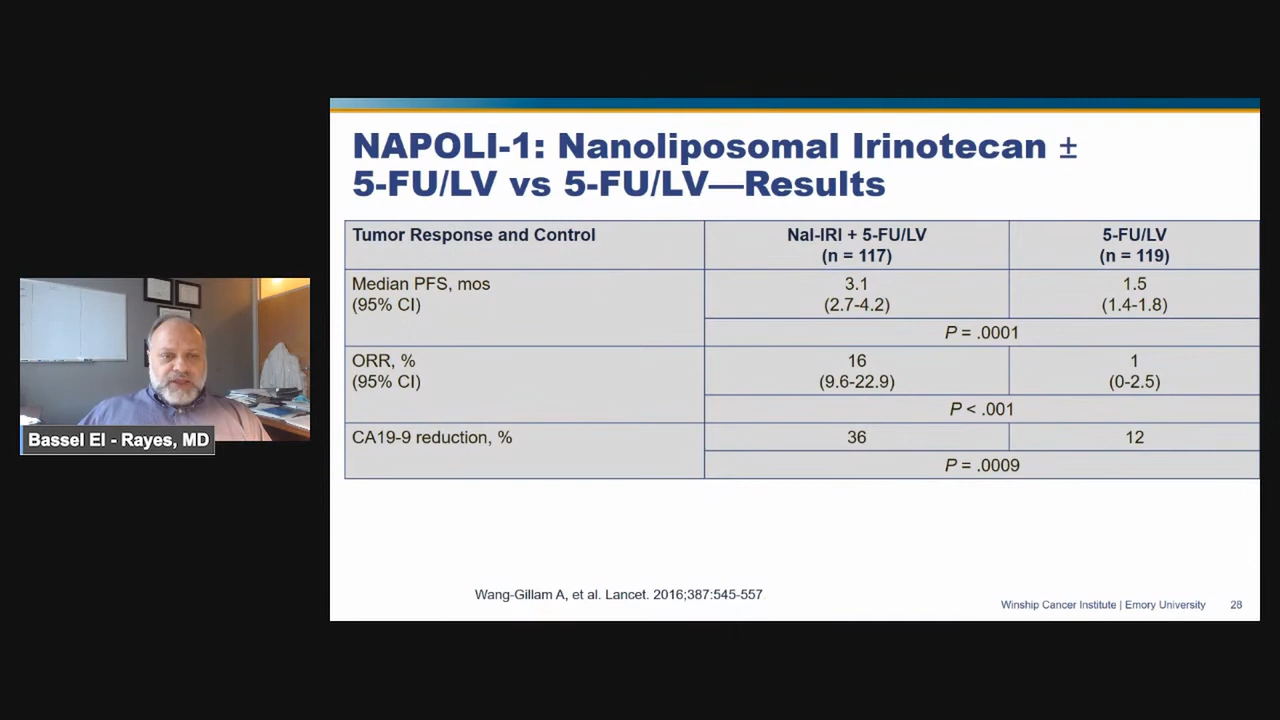 NAPOLI-1: Nanoliposomal Irinotecan ±
5-FU/LV vs 5-FU/LV—Results
Tumor Response and Control
Nal-IRI + 5-FU/LV
(n = 117)
5-FU/LV
(n = 119)
Median PFS, mos
(95% CI)
3.1
(2.7-4.2)
1.5
(1.4-1.8)
P = .0001
ORR, %
(95% CI)
16
(9.6-22.9)
1
(0-2.5)
P < .001
CA19-9 reduction, %
36
12
P = .0009
Wang-Gillam A, et al. Lancet. 2016;387:545-557
Winship Cancer Institute | Emory University 28
Bassel El - Rayes, MD